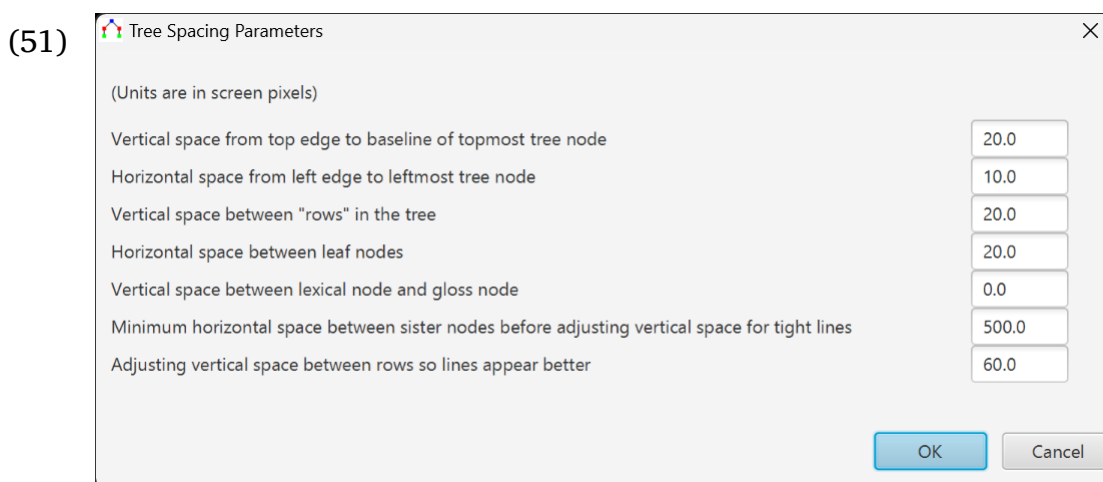 (51)
Tree Spacing Parameters
(Units are in screen pixels)
Vertical space from top edge to baseline of topmost tree node 20.0
Horizontal space from left edge to leftmost tree node 10.0
Vertical space between "rows" in the tree 20.0
Horizontal space between leaf nodes 20.0
Vertical space between lexical node and gloss node 0.0
Minimum horizontal space between sister nodes before adjusting vertical space for tight lines 500.0
Adjusting vertical space between rows so lines appear better 60.0
OK Cancel